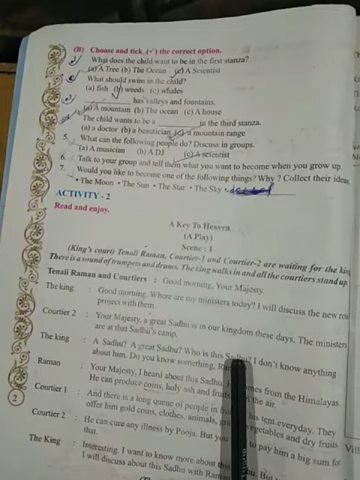 (B) Choose and tick (✓) the correct option.
What does the child want to be in the first stanza?
(a) A Tree (b) The Ocean (c) A Scientist
What should swim in the child?
(a) fish (b) weeds (c) whales
has valleys and fountains.
(a) A mountain (b) The ocean (c) A house
The child wants to be a in the third stanza.
(a) a doctor (b) a beautician (c) a mountain range
5. What can the following people do? Discuss in groups.
(a) A musician (b) A DJ (c) A scientist
6. Talk to your group and tell them what you want to become when you grow up.
7. Would you like to become one of the following things? Why? Collect their ideas
• The Moon • The Sun • The Star • The Sky
ACTIVITY - 2
Read and enjoy.
A Key To Heaven
(A Play)
Scene : 1
(King's court) Tenali Raman, Courtier-1 and Courtier-2 are waiting for the king
There is a sound of trumpets and drums. The king walks in and all the courtiers stand up
Tenali Raman and Courtiers : Good morning, Your Majesty.
The king : Good morning. Where are my ministers today? I will discuss the new
project with them.
Courtier 2 : Your Majesty, a great Sadhu is in our kingdom these days. The ministers
are at that Sadhu's camp.
The king : A Sadhu? A great Sadhu? Who is this Sadhu? I don't know anything
about him. Do you know something,
Raman : Your Majesty, I heard about this Sadhu. from the Himalayas.
He can produce coins, holy ash and the air.
Courtier 1 : And there is a long queue of people in tent everyday. They
offer him gold coins, clothes, animals, vegetables and dry fruits
Courtier 2 : He can cure any illness by Pooja. But you to pay him a big sum for
that.
The King : Interesting. I want to know more about
I will discuss about this Sadhu with But
2